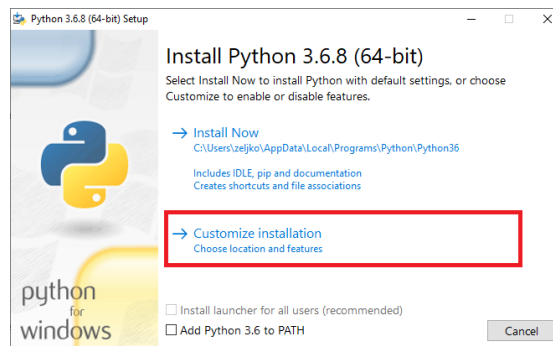 Python 3.6.8 (64-bit) Setup
Install Python 3.6.8 (64-bit)
Select Install Now to install Python with default settings, or choose
Customize to enable or disable features.
Install Now
C:\Users\zeljko\AppData\Local\Programs\Python\Python36
Includes IDLE, pip and documentation
Creates shortcuts and file associations
Customize installation
Choose location and features
python
for
windows
Install launcher for all users (recommended)
Add Python 3.6 to PATH
Cancel